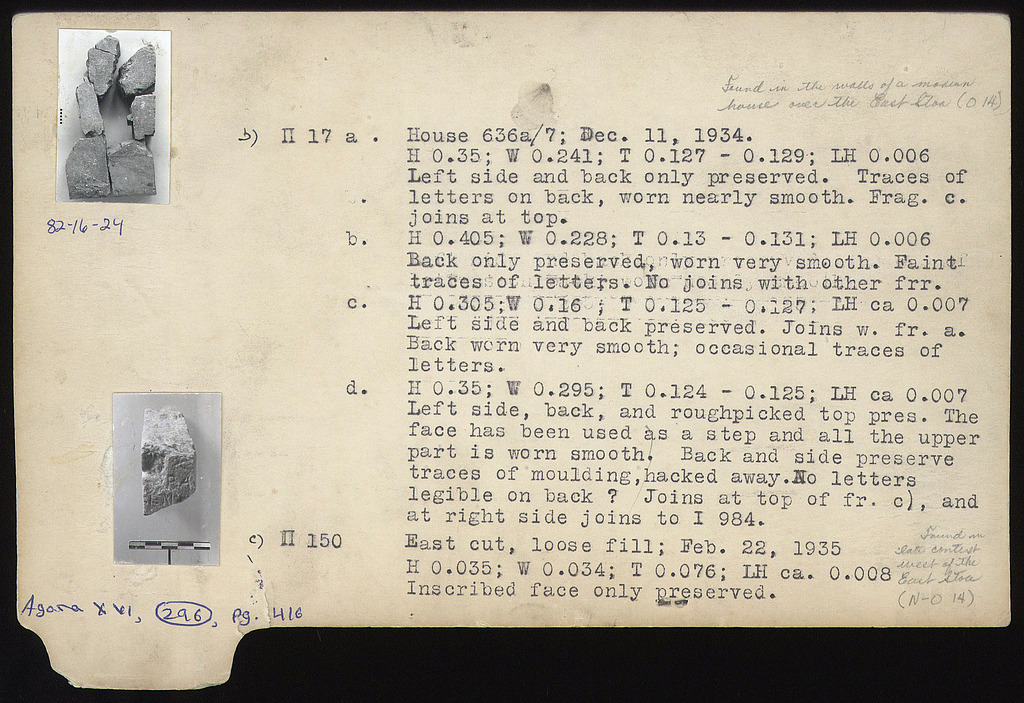 Found in the walls of a modern
house over the East Stoa (O 14)
b) Π 17 a . House 636a/7; Dec. 11, 1934.
H 0.35; W 0.241; T 0.127 - 0.129; LH 0.006
Left side and back only preserved. Traces of
letters on back, worn nearly smooth. Frag. c.
joins at top.
82-16-24
b. H 0.405; W 0.228; T 0.13 - 0.131; LH 0.006
Back only preserved, worn very smooth. Faint
traces of letters. No joins with other frr.
c. H 0.305;W 0.16 ; T 0.125 - 0.127; LH ca 0.007
Left side and back preserved. Joins w. fr. a.
Back worn very smooth; occasional traces of
letters.
d. H 0.35; W 0.295; T 0.124 - 0.125; LH ca 0.007
Left side, back, and roughpicked top pres. The
face has been used as a step and all the upper
part is worn smooth. Back and side preserve
traces of moulding,hacked away.No letters
legible on back ? Joins at top of fr. c), and
at right side joins to I 984.
c) Π 150 East cut, loose fill; Feb. 22, 1935
H 0.035; W 0.034; T 0.076; LH ca. 0.008
Inscribed face only preserved.
Found in
late context
west of the
East Stoa
(N-O 14)
Agora XVI, 296, pg. 416